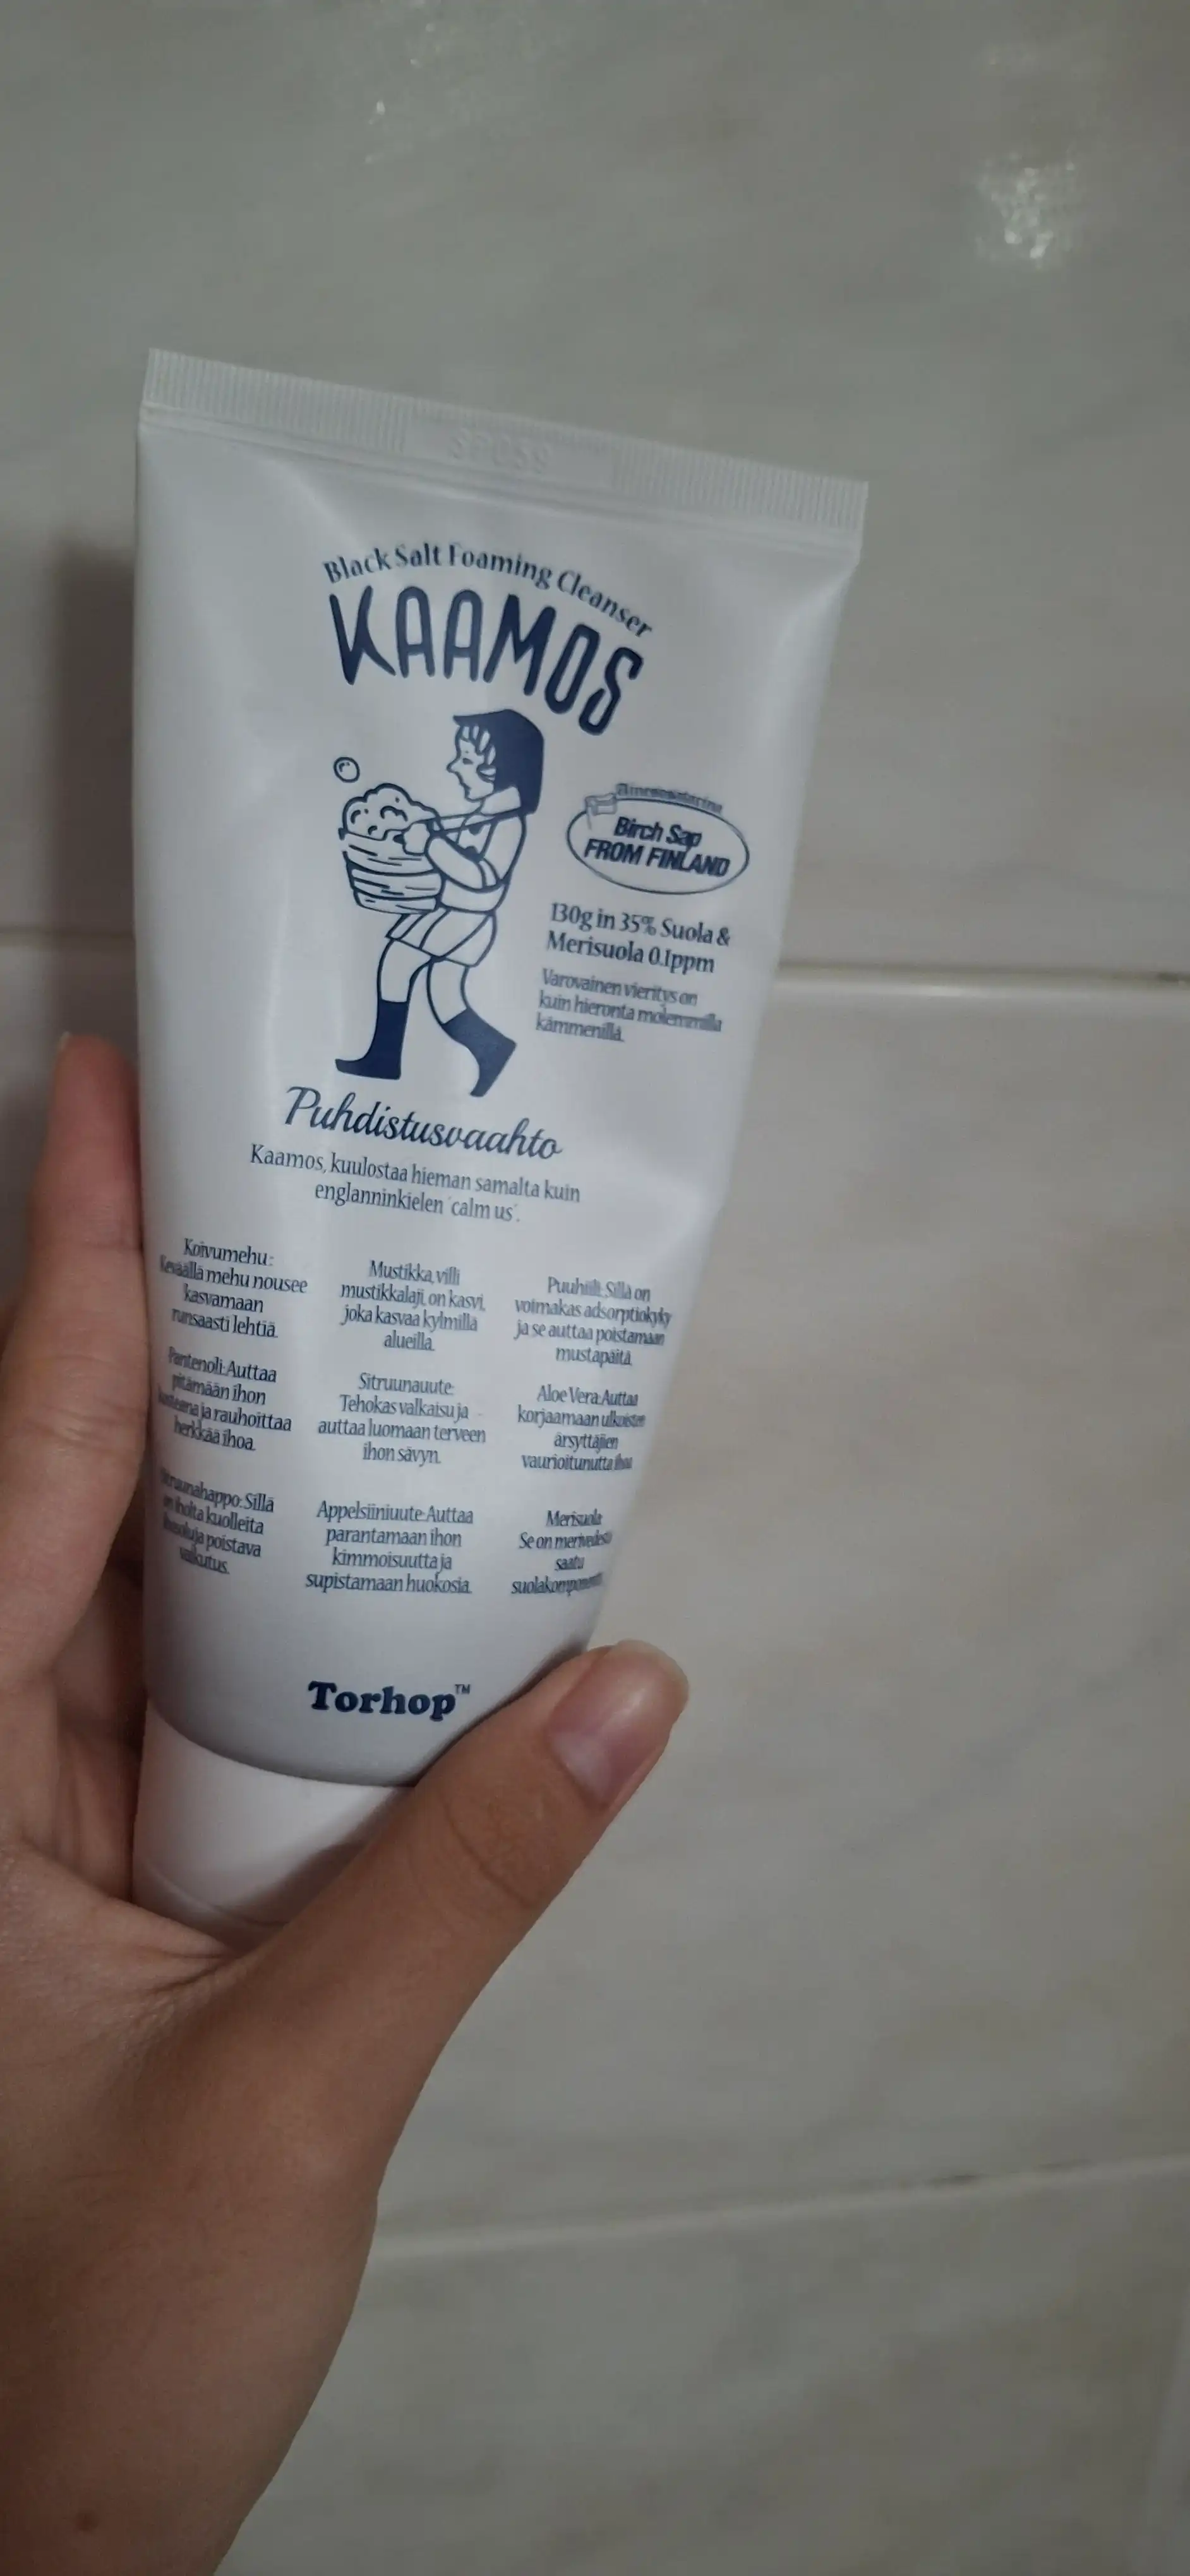 Black Salt Foaming Cleanser
KAAMOS
Birch Sap
FROM FINLAND
130g in 35% Suola &
Merisuola 0.1ppm
Varovainen vieritys on
kuin hieronta molemmilla
kämmenillä.
Puhdistusvaahto
Kaamos, kuulostaa hieman samalta kuin
englanninkielen 'calm us'.
Koivumehu:
Keväällä mehu nousee
kasvamaan
runsaasti lehtiä.
Mustikka, villi
mustikkalaji, on kasvi,
joka kasvaa kylmillä
alueilla.
Puuhiili: Sillä on
voimakas adsorptiokyky
ja se auttaa poistamaan
mustapäitä.
Pantenoli: Auttaa
pitämään ihon
kosteana ja rauhoittaa
herkkää ihoa.
Sitruunauute:
Tehokas valkaisu ja
auttaa luomaan terveen
ihon sävyn.
Aloe Vera: Auttaa
korjaamaan ulkoisten
ärsyttäjien
vaurioitunutta ihoa
Sitruunahappo: Sillä
on iholta kuolleita
ihosoluja poistava
vaikutus.
Appelsiiniuute: Auttaa
parantamaan ihon
kimmoisuutta ja
supistamaan huokosia.
Merisuola:
Se on merivedestä
saatu
Torhop™